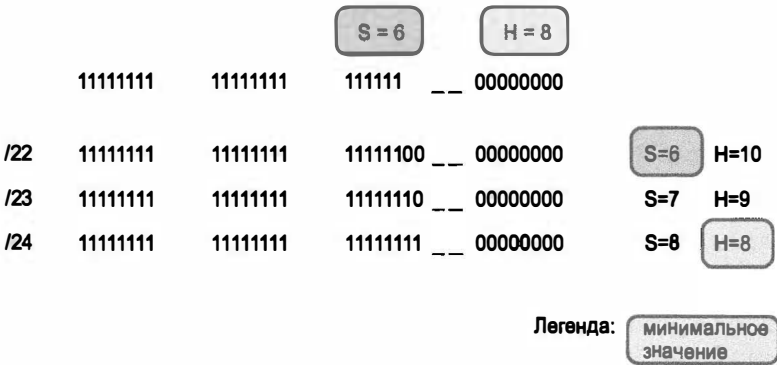 S = 6 H = 8
11111111 11111111 111111 _ _ 00000000
/22 11111111 11111111 11111100 _ _ 00000000 S=6 H=10
/23 11111111 11111111 11111110 _ _ 00000000 S=7 H=9
/24 11111111 11111111 11111111 _ _ 00000000 S=8 H=8
Легенда: минимальное
значение